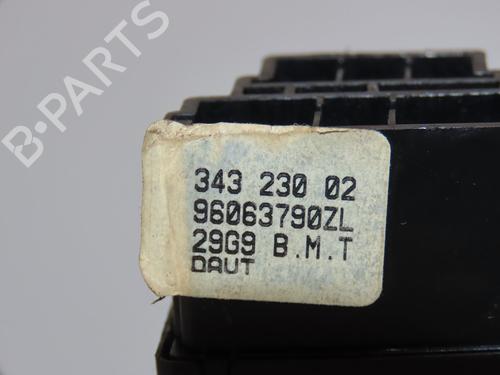 B-PARTS
343 230 02
96063790ZL
29G9 B.M.T
DAUT